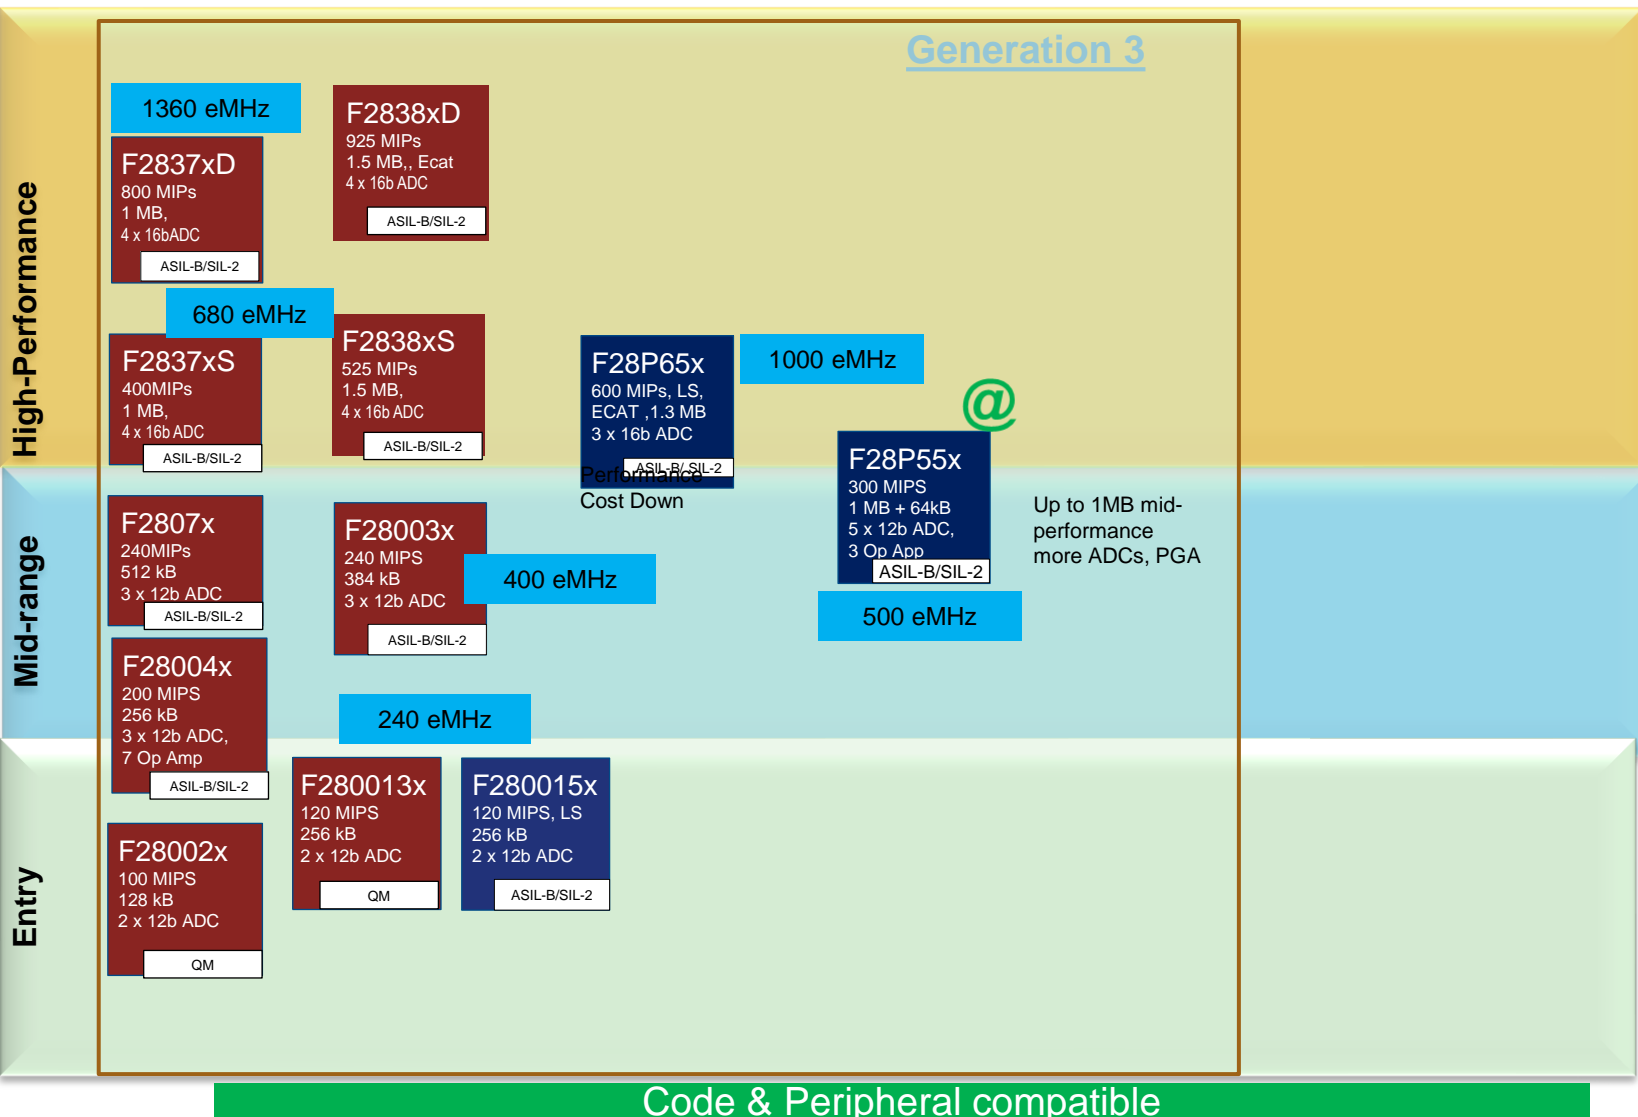 Generation 3
High-Performance
1360 eMHz
F2837xD
800 MIPs
1 MB,
4 x 16bADC
ASIL-B/SIL-2
F2838xD
925 MIPs
1.5 MB,, Ecat
4 x 16b ADC
ASIL-B/SIL-2
680 eMHz
F2837xS
400MIPs
1 MB,
4 x 16b ADC
ASIL-B/SIL-2
F2838xS
525 MIPs
1.5 MB,
4 x 16b ADC
ASIL-B/SIL-2
F28P65x
600 MIPs, LS,
ECAT ,1.3 MB
3 x 16b ADC
ASIL-B/ SIL-2
Performance
Cost Down
1000 eMHz
@
F28P55x
300 MIPS
1 MB + 64kB
5 x 12b ADC,
3 Op App
ASIL-B/SIL-2
500 eMHz
Up to 1MB mid-
performance
more ADCs, PGA
Mid-range
F2807x
240MIPs
512 kB
3 x 12b ADC
ASIL-B/SIL-2
F28003x
240 MIPS
384 kB
3 x 12b ADC
ASIL-B/SIL-2
400 eMHz
F28004x
200 MIPS
256 kB
3 x 12b ADC,
7 Op Amp
ASIL-B/SIL-2
240 eMHz
Entry
F280013x
120 MIPS
256 kB
2 x 12b ADC
QM
F280015x
120 MIPS, LS
256 kB
2 x 12b ADC
ASIL-B/SIL-2
F28002x
100 MIPS
128 kB
2 x 12b ADC
QM
Code & Peripheral compatible